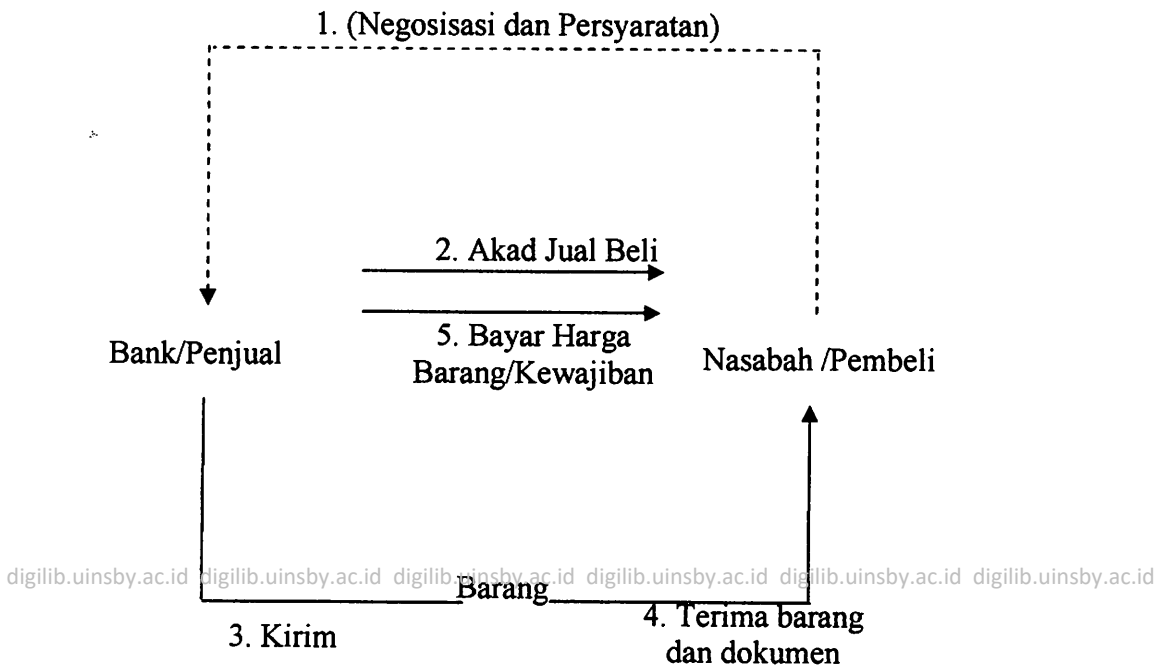 1. (Negosisasi dan Persyaratan)
2. Akad Jual Beli
5. Bayar Harga
Barang/Kewajiban
Bank/Penjual
Nasabah /Pembeli
digilib.uinsby.ac.id digilib.uinsby.ac.id digilib.uinsby.ac.id digilib.uinsby.ac.id digilib.uinsby.ac.id digilib.uinsby.ac.id
Barang
3. Kirim
4. Terima barang
dan dokumen